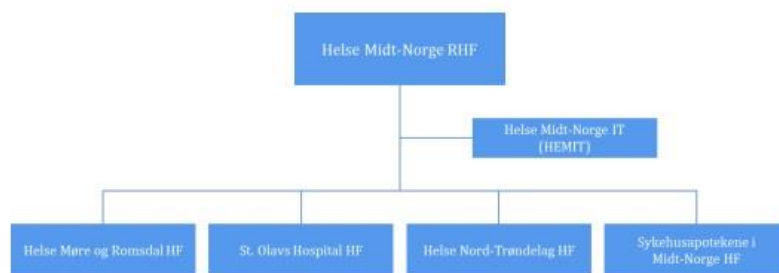 Helse Midt-Norge RHF
Helse Midt-Norge IT
(HEMIT)
Helse Møre og Romsdal HF
St. Olavs Hospital HF
Helse Nord-Trøndelag HF
Sykehusapotekene i
Midt-Norge HF